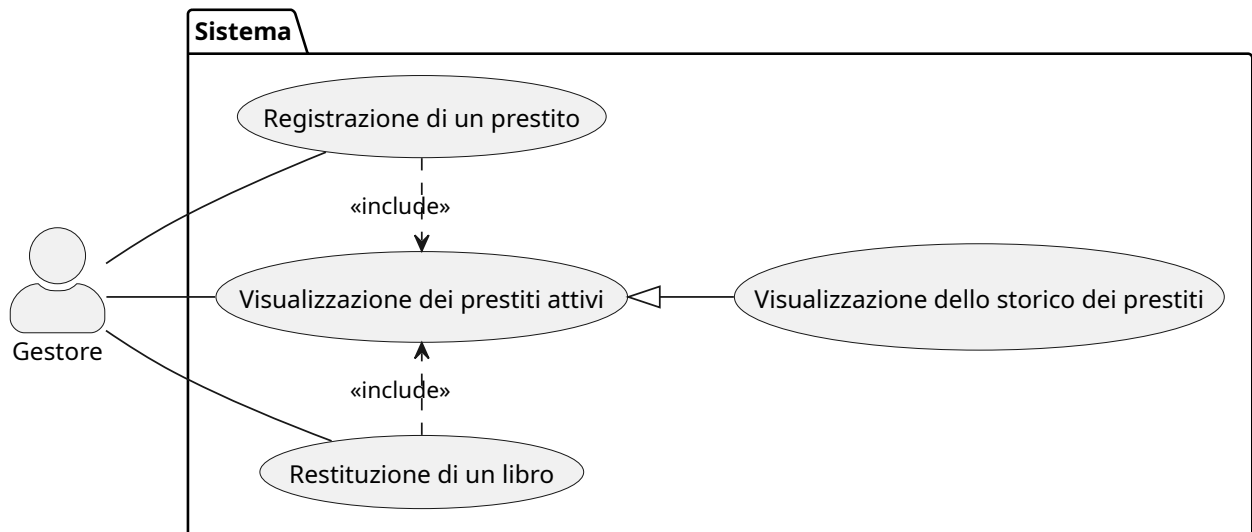 Sistema
Registrazione di un prestito
«include»
Visualizzazione dei prestiti attivi
Visualizzazione dello storico dei prestiti
Gestore
«include»
Restituzione di un libro